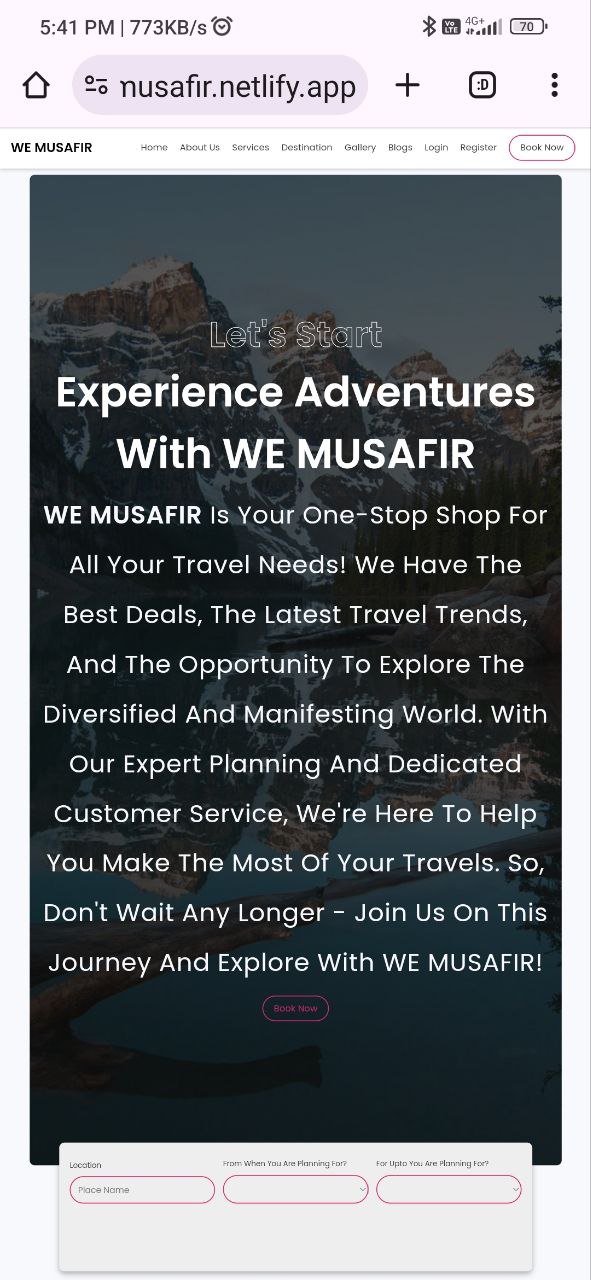 5:41 PM | 773KB/s
Vo LTE 4G+ 70
musafir.netlify.app
:D
WE MUSAFIR Home About Us Services Destination Gallery Blogs Login Register Book Now
Let's Start
Experience Adventures
With WE MUSAFIR
WE MUSAFIR Is Your One-Stop Shop For
All Your Travel Needs! We Have The
Best Deals, The Latest Travel Trends,
And The Opportunity To Explore The
Diversified And Manifesting World. With
Our Expert Planning And Dedicated
Customer Service, We're Here To Help
You Make The Most Of Your Travels. So,
Don't Wait Any Longer - Join Us On This
Journey And Explore With WE MUSAFIR!
Book Now
Location From When You Are Planning For? For Upto You Are Planning For?
Place Name